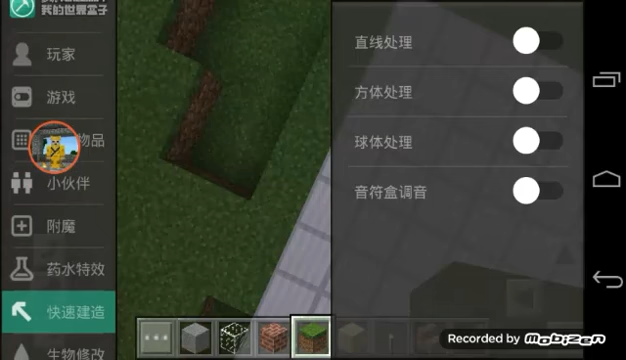 我的世界盒子
玩家
游戏
物品
小伙伴
附魔
药水特效
快速建造
生物修改
直线处理
方体处理
球体处理
音符盒调音
Recorded by Mobizen